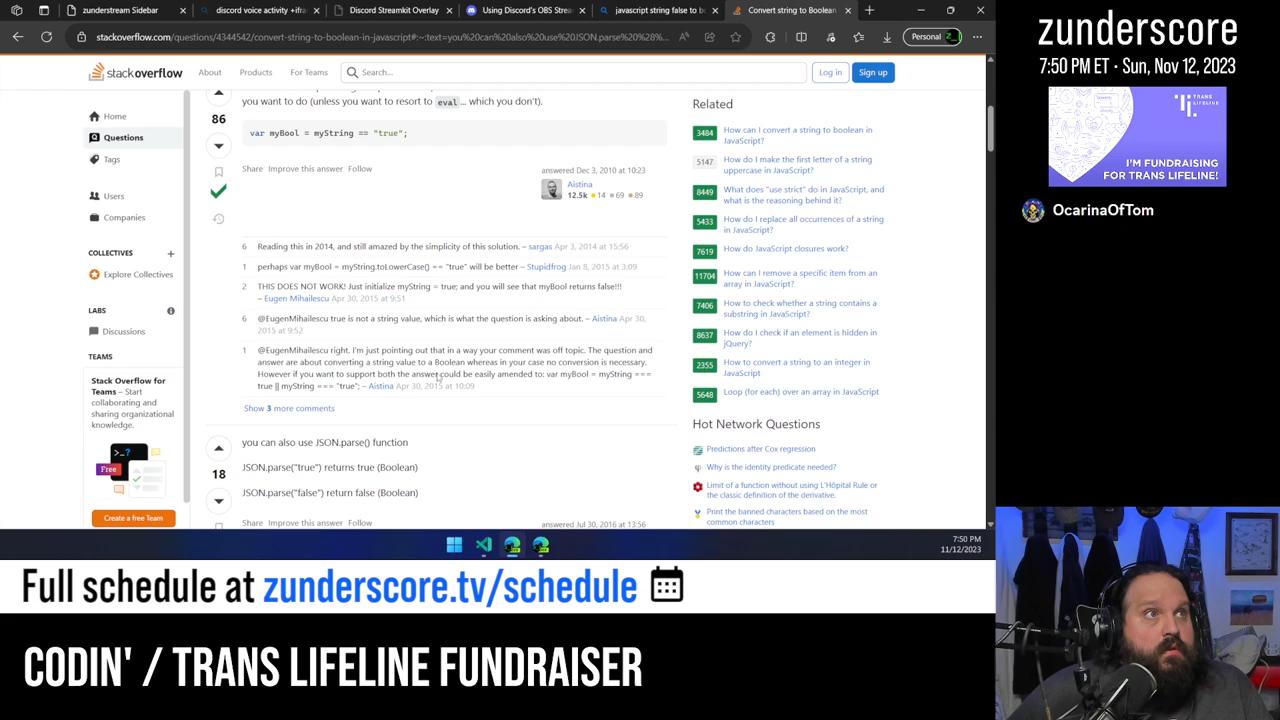 zunderstream Sidebar
discord voice activity +ifra
Discord Streamkit Overlay
Using Discord's OBS Strea
javascript string false to bo
Convert string to Boolean
stackoverflow.com/questions/4344542/convert-string-to-boolean-in-javascript#:~:text=you%20can%20also%20use%20JSON.parse%20%28%...
Personal
stackoverflow
About
Products
For Teams
Search...
Log in
Sign up
Home
Questions
Tags
Users
Companies
COLLECTIVES
Explore Collectives
LABS
Discussions
TEAMS
Stack Overflow for
Teams – Start
collaborating and
sharing organizational
knowledge.
Free
Create a free Team
you want to do (unless you want to resort to eval... which you don't).
86
var myBool = myString == "true";
Share Improve this answer Follow
answered Dec 3, 2010 at 10:23
Aistina
12.5k 14 69 89
6 Reading this in 2014, and still amazed by the simplicity of this solution. – sargas Apr 3, 2014 at 15:56
1 perhaps var myBool = myString.toLowerCase() == "true" will be better – Stupidfrog Jan 8, 2015 at 3:09
2 THIS DOES NOT WORK! Just initialize myString = true; and you will see that myBool returns false!!!
– Eugen Mihailescu Apr 30, 2015 at 9:51
6 @EugenMihailescu true is not a string value, which is what the question is asking about. – Aistina Apr 30,
2015 at 9:52
1 @EugenMihailescu right. I'm just pointing out that in a way your comment was off topic. The question and
answer are about converting a string value to a Boolean whereas in your case no conversion is necessary.
However if you want to support both the answer could be easily amended to: var myBool = myString ===
true || myString === "true"; – Aistina Apr 30, 2015 at 10:09
Show 3 more comments
you can also use JSON.parse() function
18
JSON.parse("true") returns true (Boolean)
JSON.parse("false") return false (Boolean)
Share Improve this answer Follow
answered Jul 30, 2016 at 13:56
Related
3484 How can I convert a string to boolean in
JavaScript?
5147 How do I make the first letter of a string
uppercase in JavaScript?
8449 What does "use strict" do in JavaScript, and
what is the reasoning behind it?
5433 How do I replace all occurrences of a string
in JavaScript?
7619 How do JavaScript closures work?
11704 How can I remove a specific item from an
array in JavaScript?
7406 How to check whether a string contains a
substring in JavaScript?
8637 How do I check if an element is hidden in
jQuery?
2355 How to convert a string to an integer in
JavaScript?
5648 Loop (for each) over an array in JavaScript
Hot Network Questions
Predictions after Cox regression
Why is the identity predicate needed?
Limit of a function without using L'Hôpital Rule or
the classic definition of the derivative.
Print the banned characters based on the most
common characters
7:50 PM
11/12/2023
zunderscore
7:50 PM ET · Sun, Nov 12, 2023
TRANS
LIFELINE
I'M FUNDRAISING
FOR TRANS LIFELINE!
OcarinaOfTom
Full schedule at zunderscore.tv/schedule
CODIN' / TRANS LIFELINE FUNDRAISER